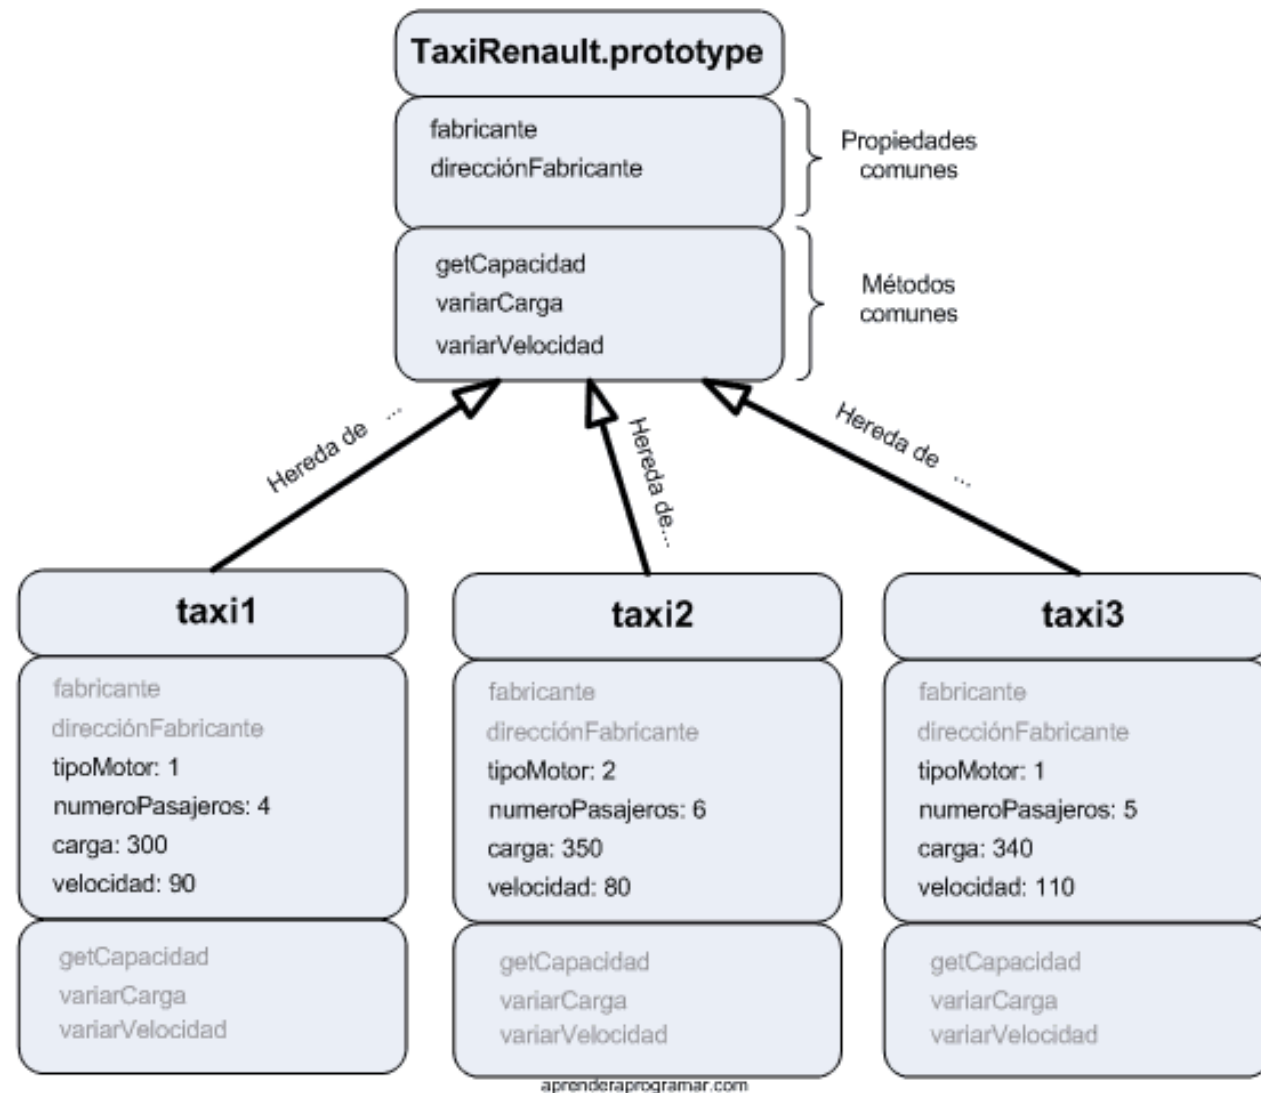 TaxiRenault.prototype
fabricante
direcciónFabricante
Propiedades
comunes
getCapacidad
variarCarga
variarVelocidad
Métodos
comunes
Hereda de ...
Hereda de...
Hereda de ...
taxi1
fabricante
direcciónFabricante
tipoMotor: 1
numeroPasajeros: 4
carga: 300
velocidad: 90
getCapacidad
variarCarga
variarVelocidad
taxi2
fabricante
direcciónFabricante
tipoMotor: 2
numeroPasajeros: 6
carga: 350
velocidad: 80
getCapacidad
variarCarga
variarVelocidad
taxi3
fabricante
direcciónFabricante
tipoMotor: 1
numeroPasajeros: 5
carga: 340
velocidad: 110
getCapacidad
variarCarga
variarVelocidad
aprenderaprogramar.com